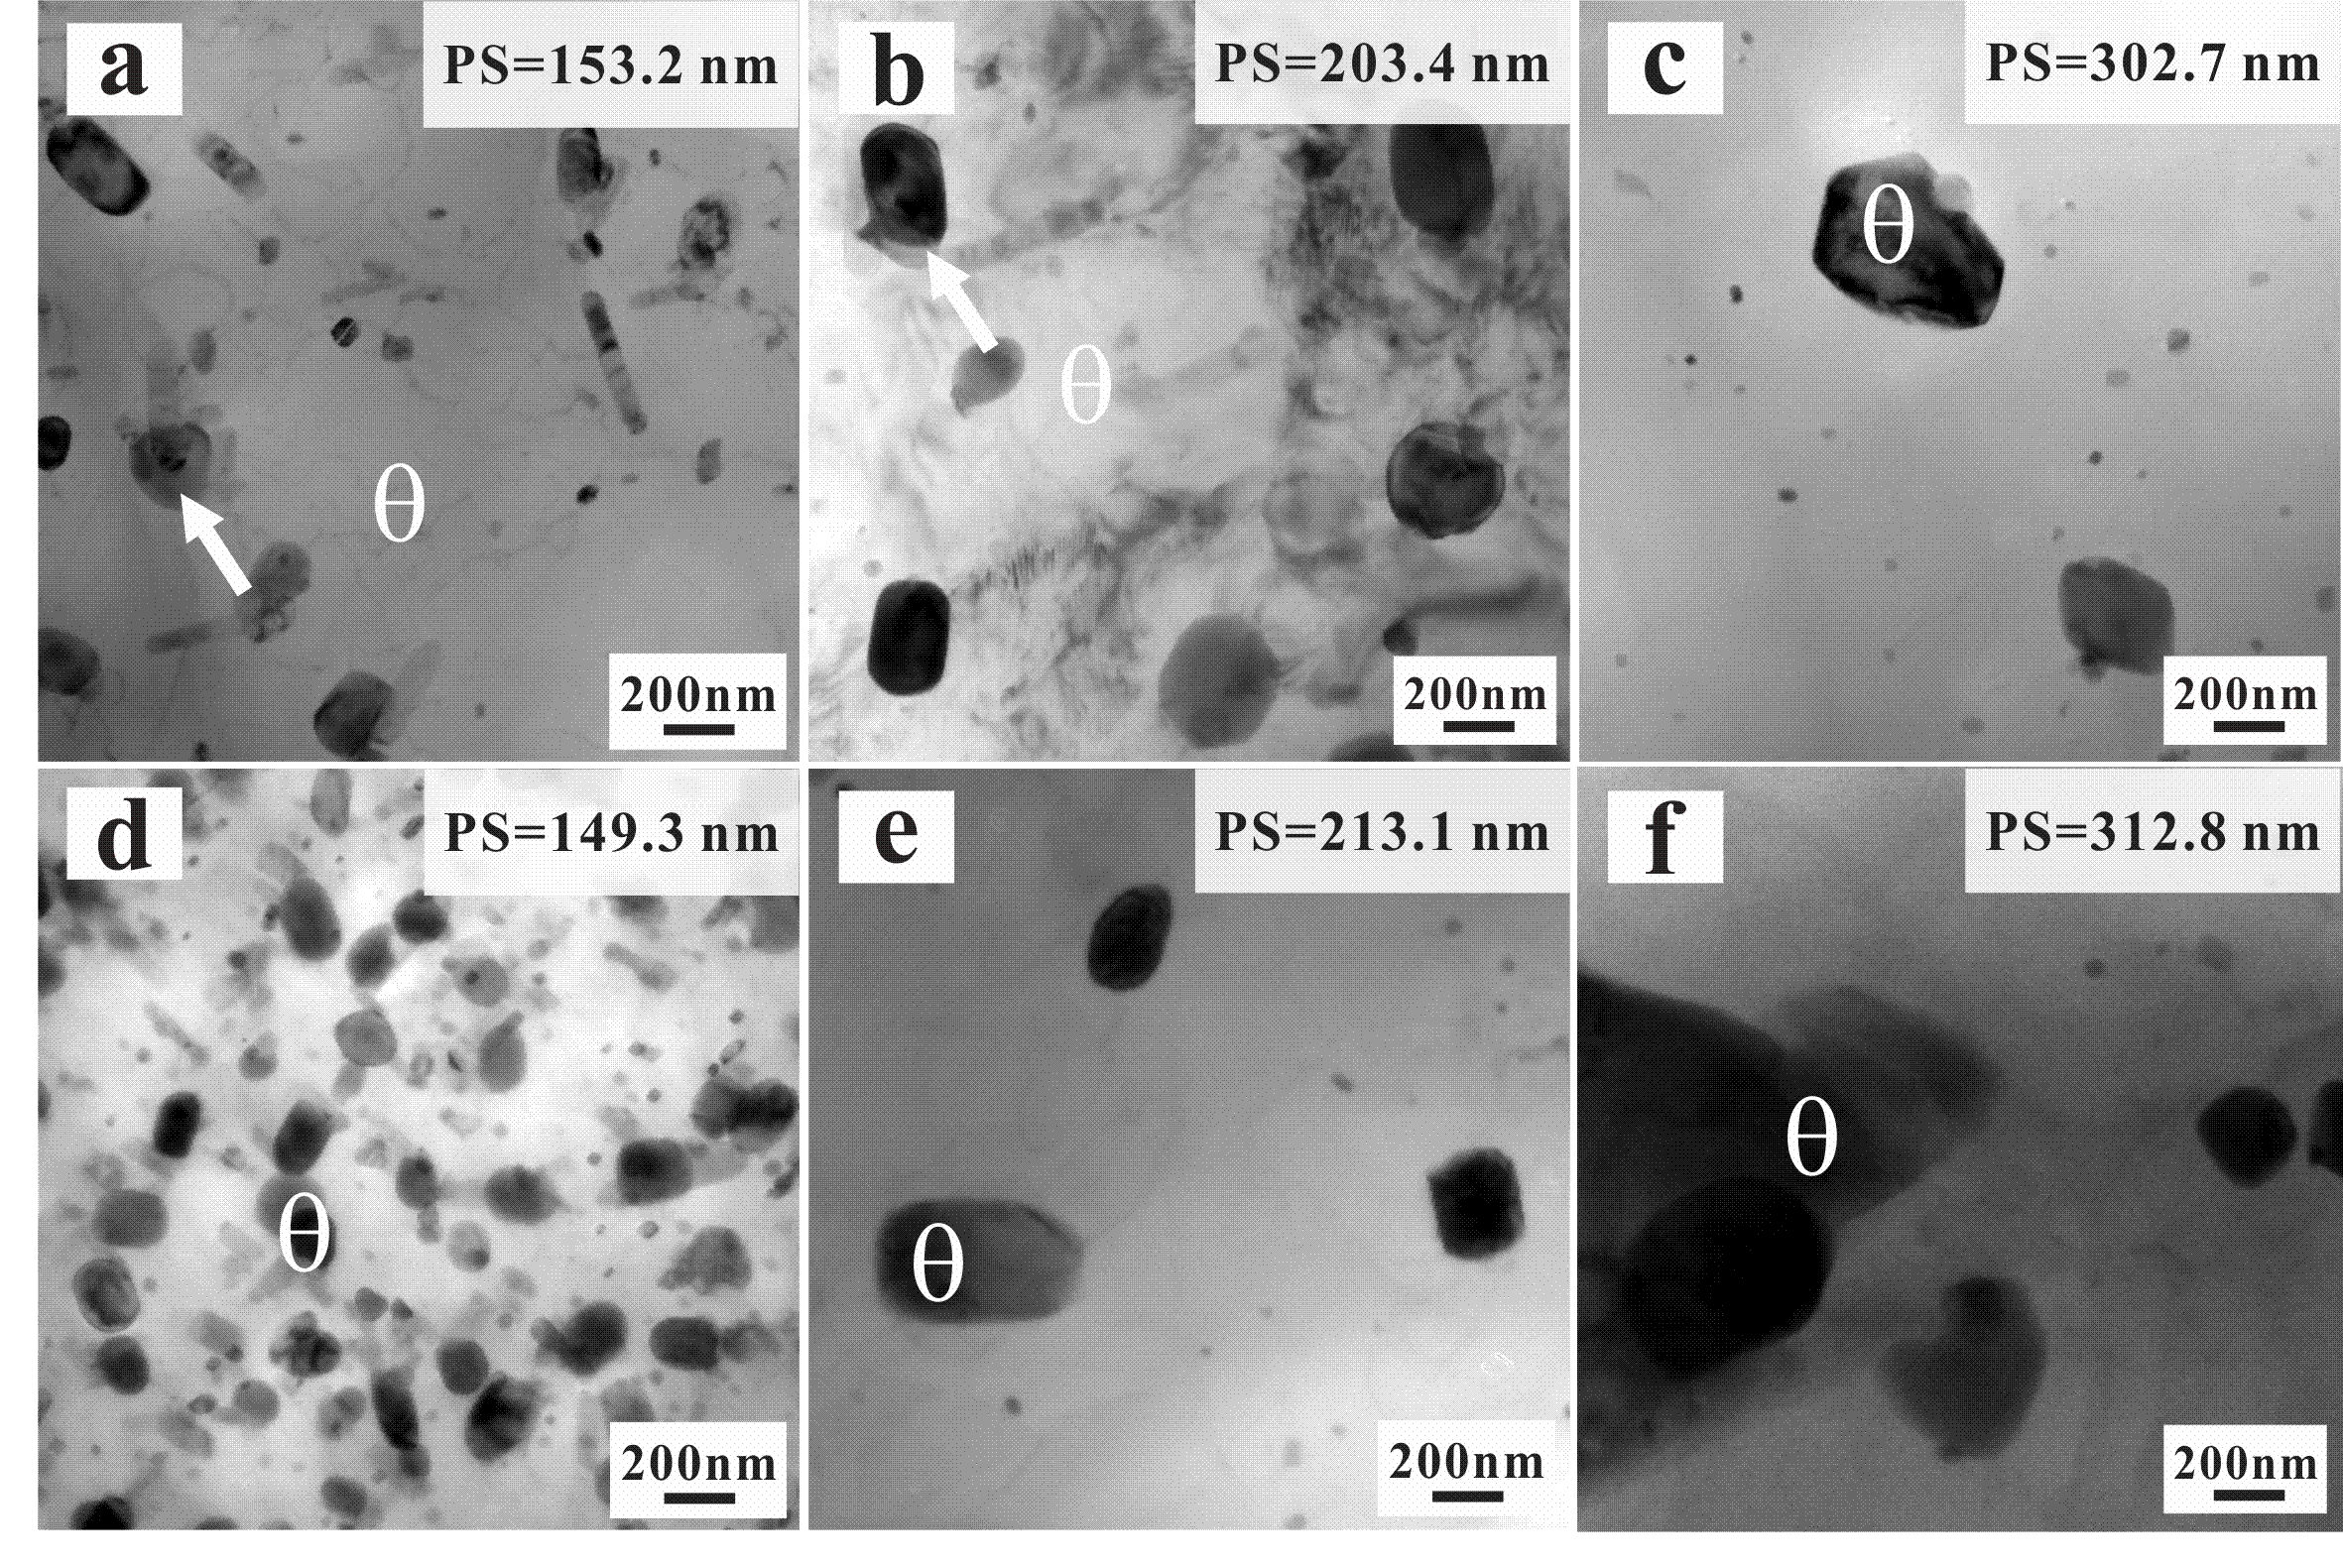 a
PS=153.2 nm
θ
200nm
b
PS=203.4 nm
θ
200nm
c
PS=302.7 nm
θ
200nm
d
PS=149.3 nm
θ
200nm
e
PS=213.1 nm
θ
200nm
f
PS=312.8 nm
θ
200nm